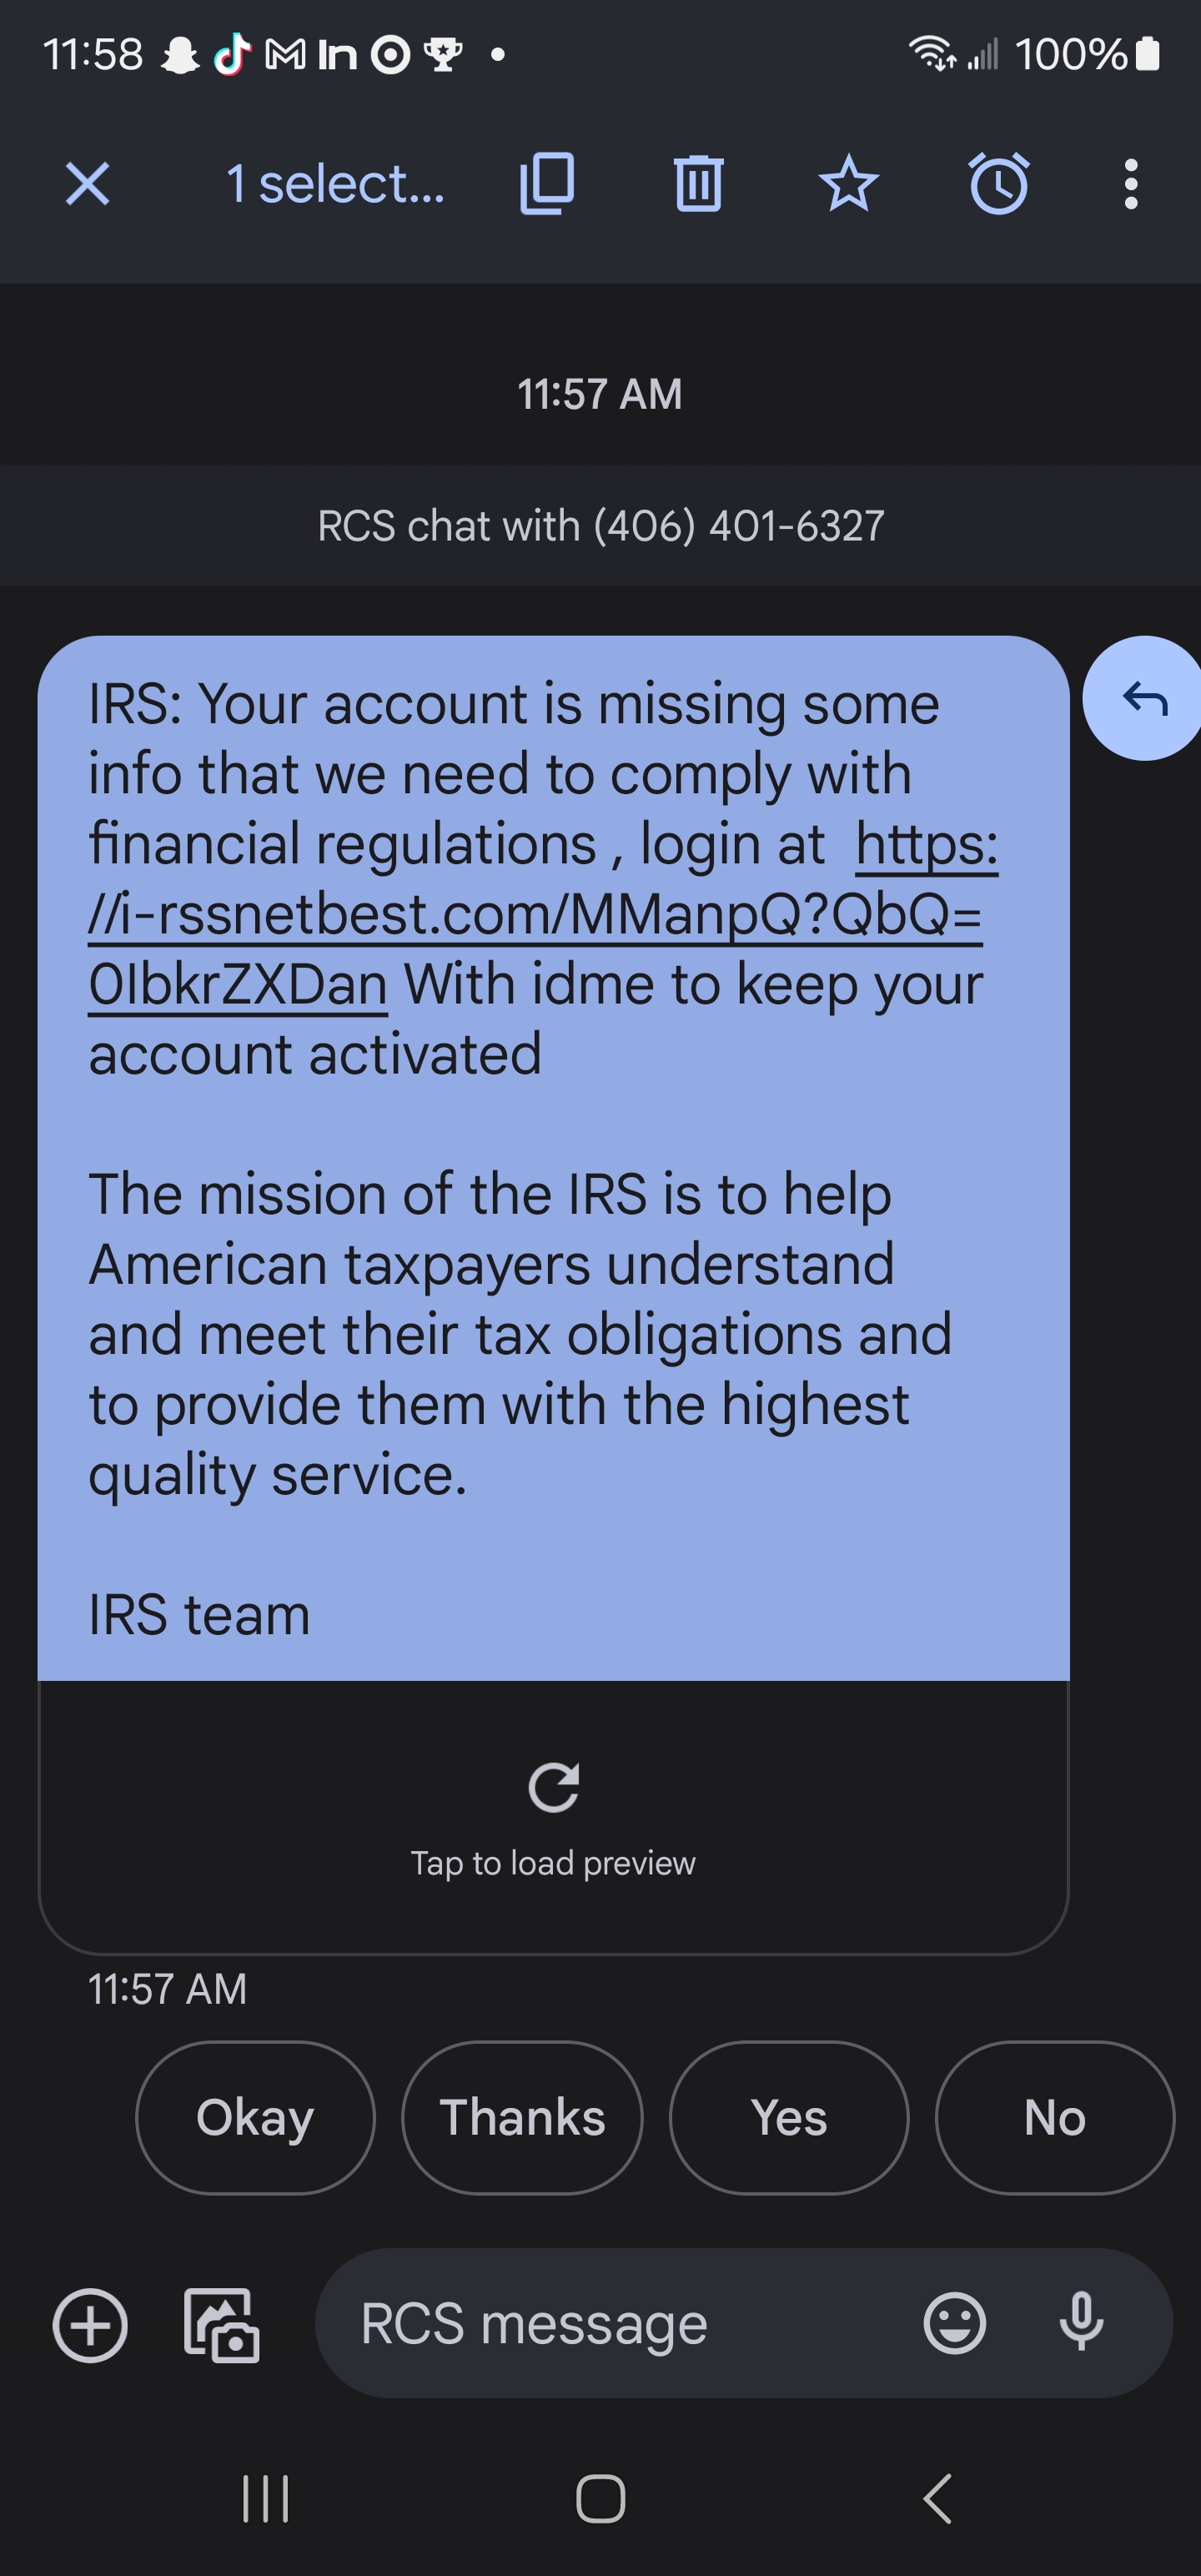 11:58 In 100%
1 select...
11:57 AM
RCS chat with (406) 401-6327
IRS: Your account is missing some
info that we need to comply with
financial regulations , login at https:
//i-rssnetbest.com/MManpQ?QbQ=
0IbkrZXDan With idme to keep your
account activated
The mission of the IRS is to help
American taxpayers understand
and meet their tax obligations and
to provide them with the highest
quality service.
IRS team
Tap to load preview
11:57 AM
Okay Thanks Yes No
RCS message